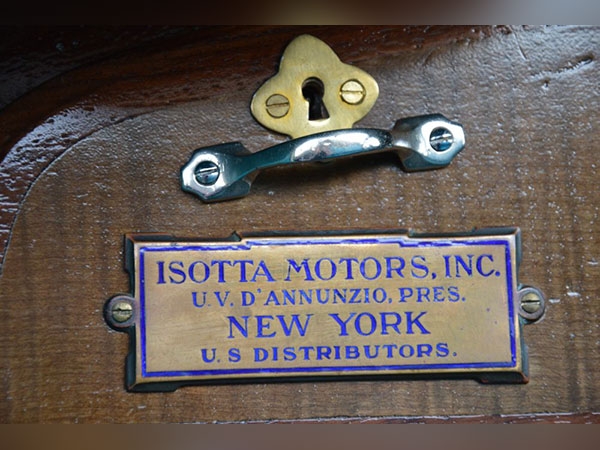 ISOTTA MOTORS, INC.
U.V. D'ANNUNZIO, PRES.
NEW YORK
U.S DISTRIBUTORS.